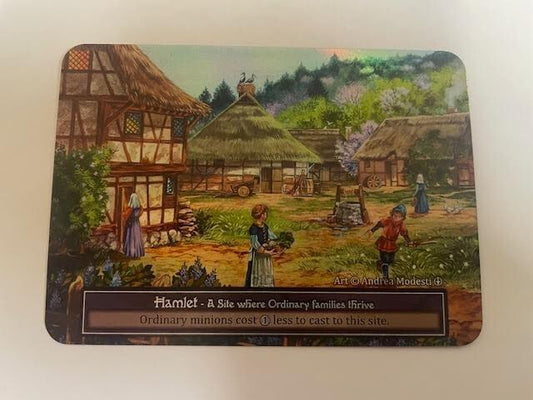 Art © Andrea Modesti
Hamlet - A Site where Ordinary families thrive
Ordinary minions cost ① less to cast to this site.